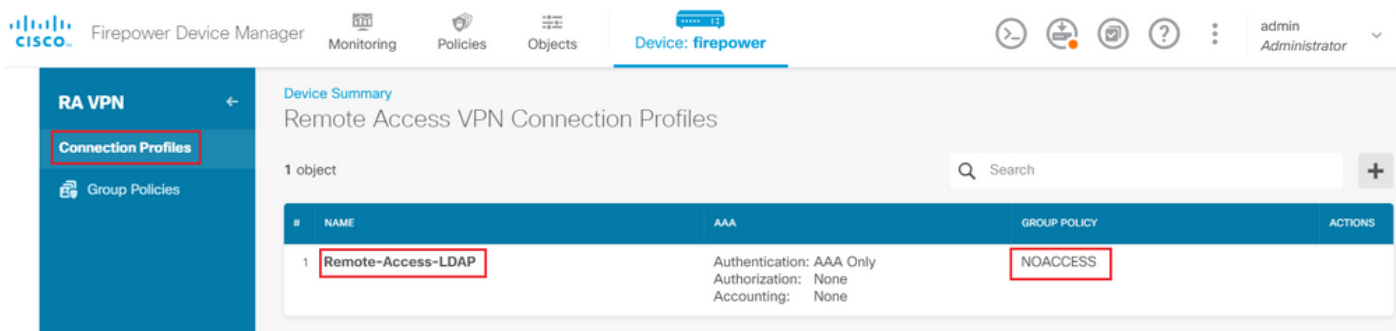 CISCO
Firepower Device Manager
Monitoring
Policies
Objects
Device: firepower
admin
Administrator
RA VPN
Connection Profiles
Group Policies
Device Summary
Remote Access VPN Connection Profiles
1 object
Search
# NAME AAA GROUP POLICY ACTIONS
1 Remote-Access-LDAP Authentication: AAA Only NOACCESS
Authorization: None
Accounting: None